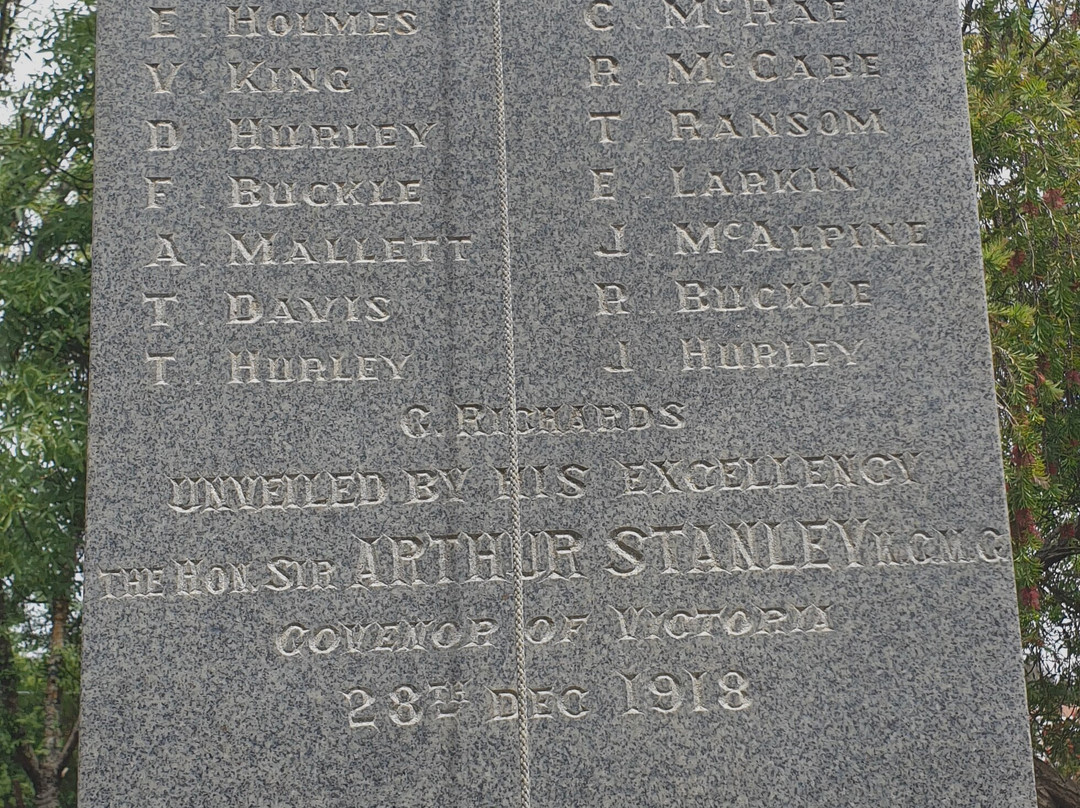 E. HOLMES C. McRAE
V. KING R. McCABE
D. HURLEY T. RANSOM
F. BUCKLE E. LARKIN
A. MALLETT J. McALPINE
T. DAVIS R. BUCKLE
T. HURLEY J. HURLEY
G. RICHARDS
UNVEILED BY HIS EXCELLENCY
THE HON. SIR ARTHUR STANLEY K.C.M.G.
GOVENOR OF VICTORIA
28TH DEC 1918